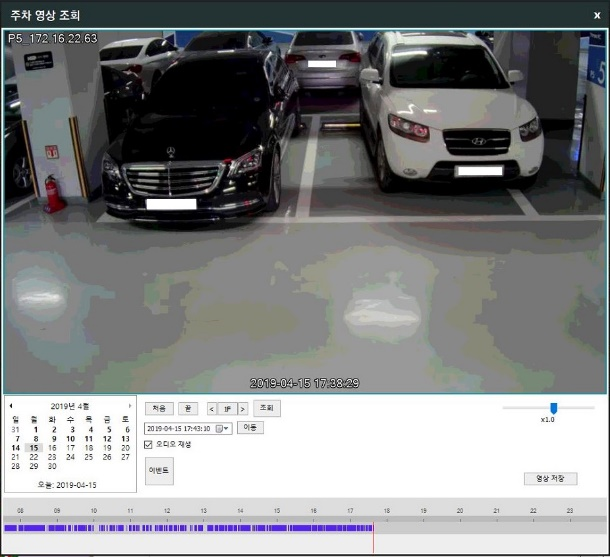 주차 영상 조회 x
P5_172.16.22.63
5
2019-04-15 17:38:29
2019년 4월
일 월 화 수 목 금 토
31 1 2 3 4 5 6
7 8 9 10 11 12 13
14 15 16 17 18 19 20
21 22 23 24 25 26 27
28 29 30
오늘: 2019-04-15
처음 끝 < 1F > 조회
2019-04-15 17:43:10 이동
오디오 재생
이벤트
x1.0
영상 저장
08 09 10 11 12 13 14 15 16 17 18 19 20 21 22 23